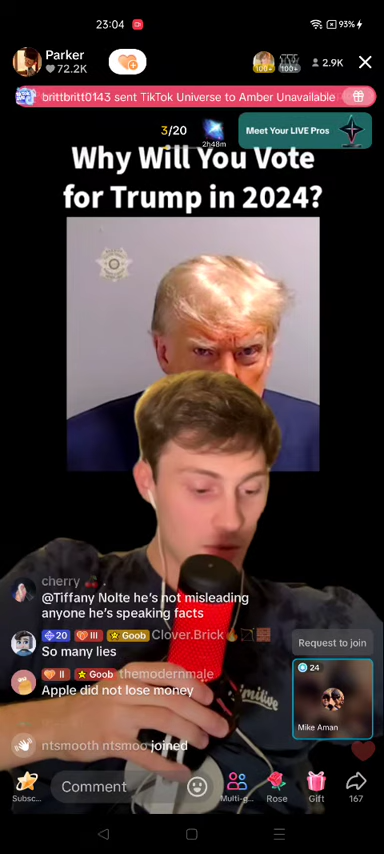 23:04
93%
Parker
72.2K
100+
100+
2.9K
brittbritt0143 sent TikTok Universe to Amber Unavailable
3/20
2h48m
Meet Your LIVE Pros
Why Will You Vote
for Trump in 2024?
cherry
@Tiffany Nolte he's not misleading
anyone he's speaking facts
20 III Goob Clover.Brick
So many lies
II Goob themodernmale
Apple did not lose money
ntsmooth ntsmoo joined
Request to join
24
Mike Aman
Subsc...
Comment
Multi-g...
Rose
Gift
167